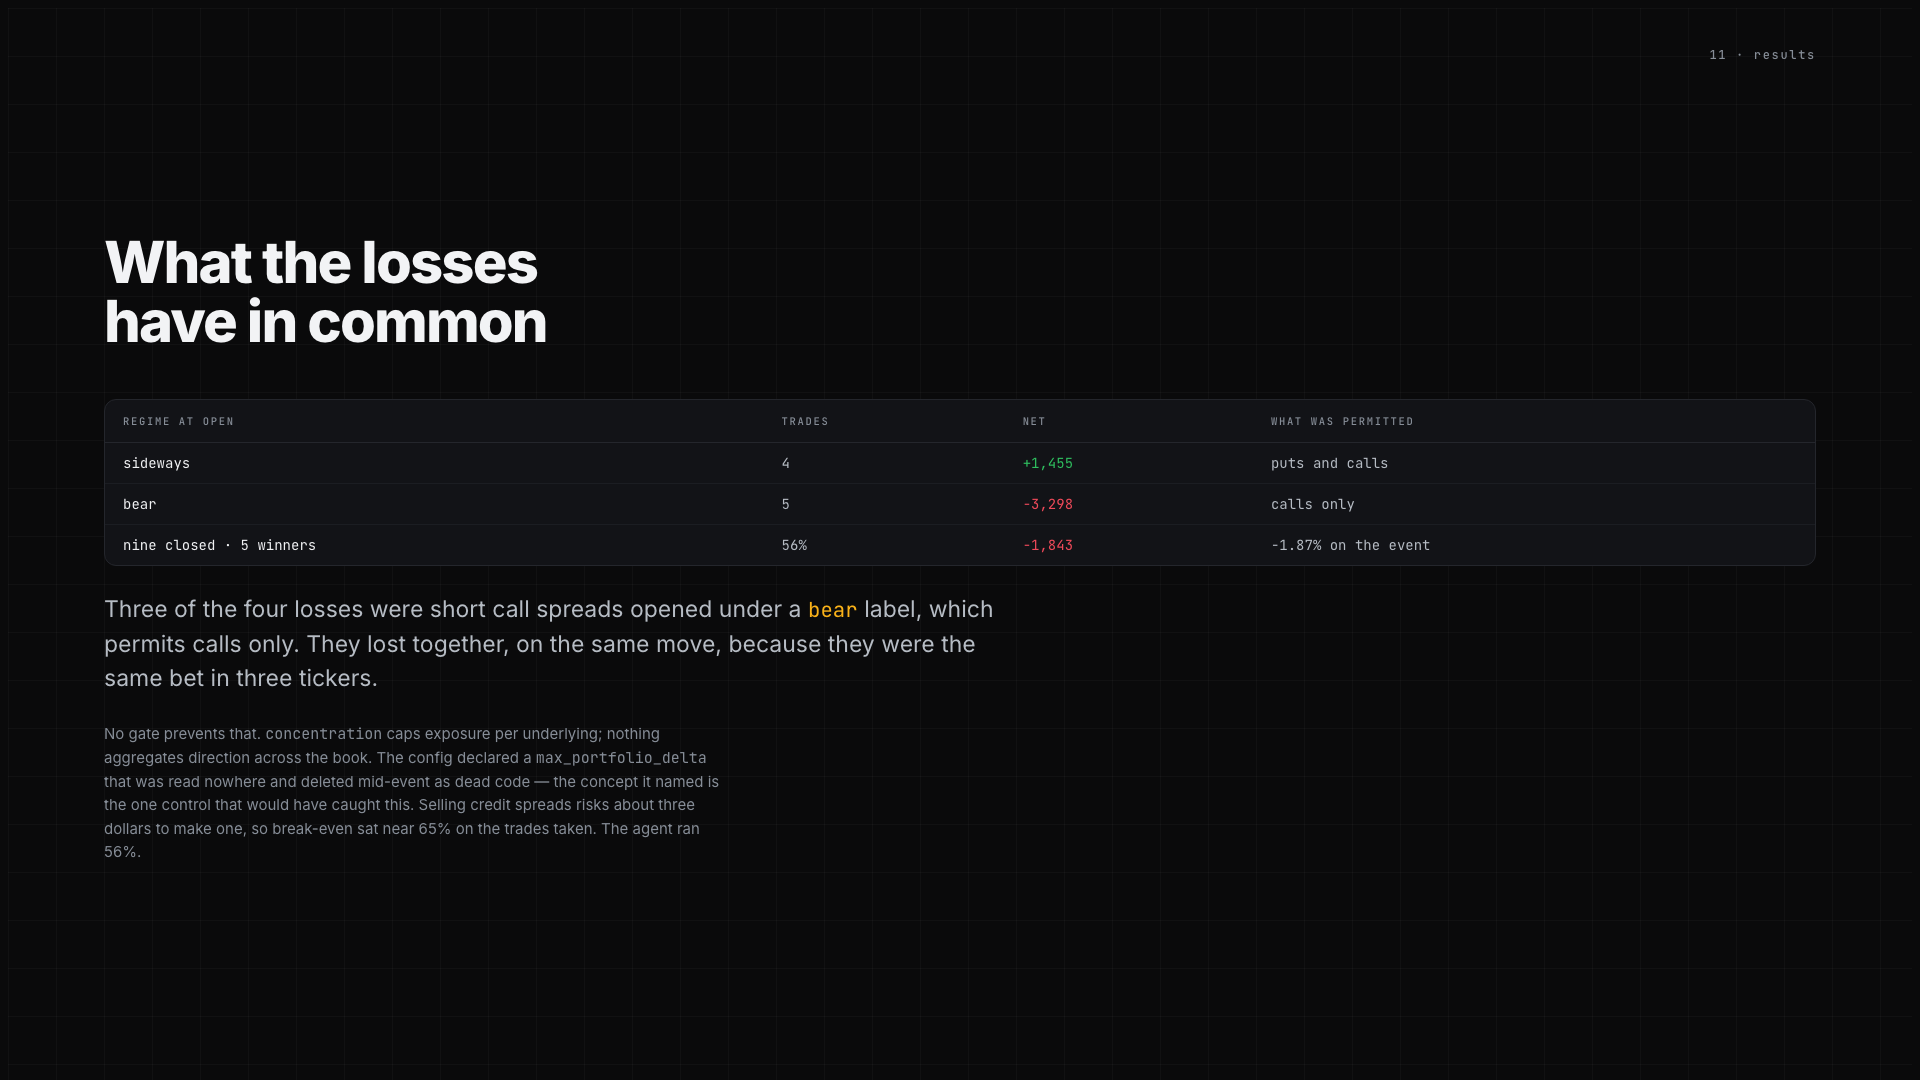 11 · results
What the losses
have in common
REGIME AT OPEN TRADES NET WHAT WAS PERMITTED
sideways 4 +1,455 puts and calls
bear 5 -3,298 calls only
nine closed · 5 winners 56% -1,843 -1.87% on the event
Three of the four losses were short call spreads opened under a bear label, which
permits calls only. They lost together, on the same move, because they were the
same bet in three tickers.
No gate prevents that. concentration caps exposure per underlying; nothing
aggregates direction across the book. The config declared a max_portfolio_delta
that was read nowhere and deleted mid-event as dead code — the concept it named is
the one control that would have caught this. Selling credit spreads risks about three
dollars to make one, so break-even sat near 65% on the trades taken. The agent ran
56%.